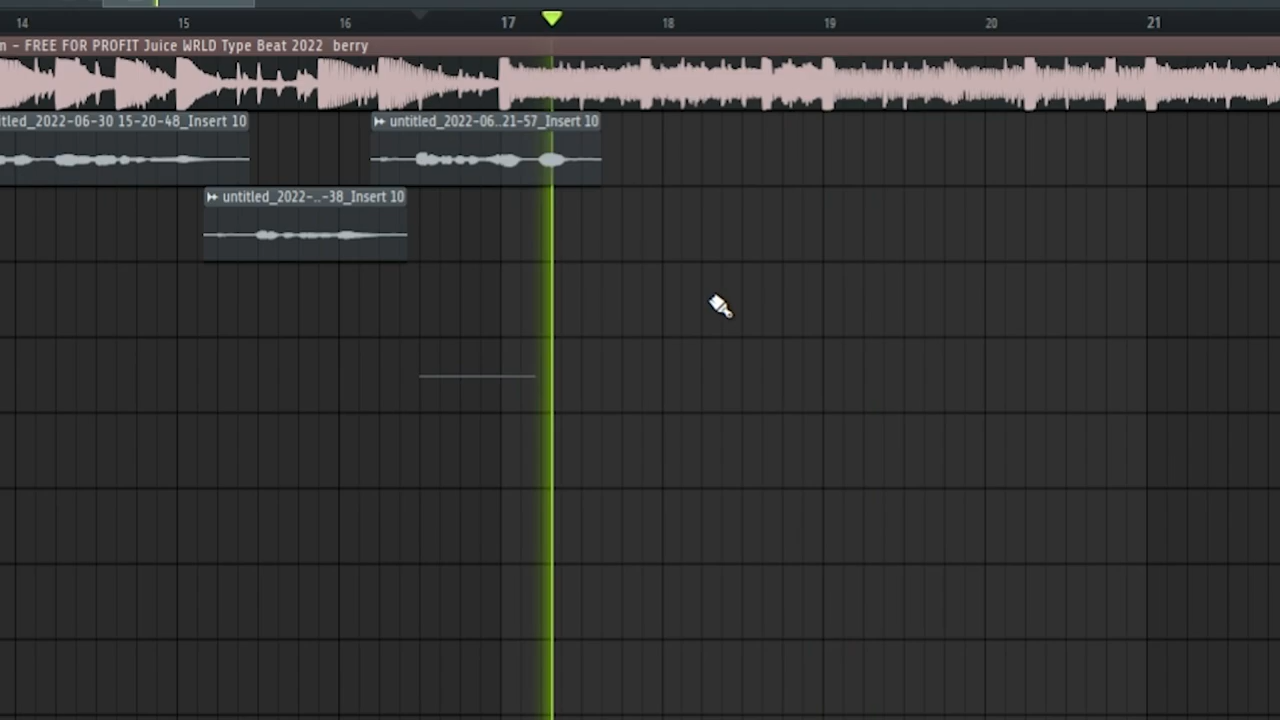 14 15 16 17 18 19 20 21
n - FREE FOR PROFIT Juice WRLD Type Beat 2022 berry
itled_2022-06-30 15-20-48_Insert 10
untitled_2022-06..21-57_Insert 10
untitled_2022-..-38_Insert 10